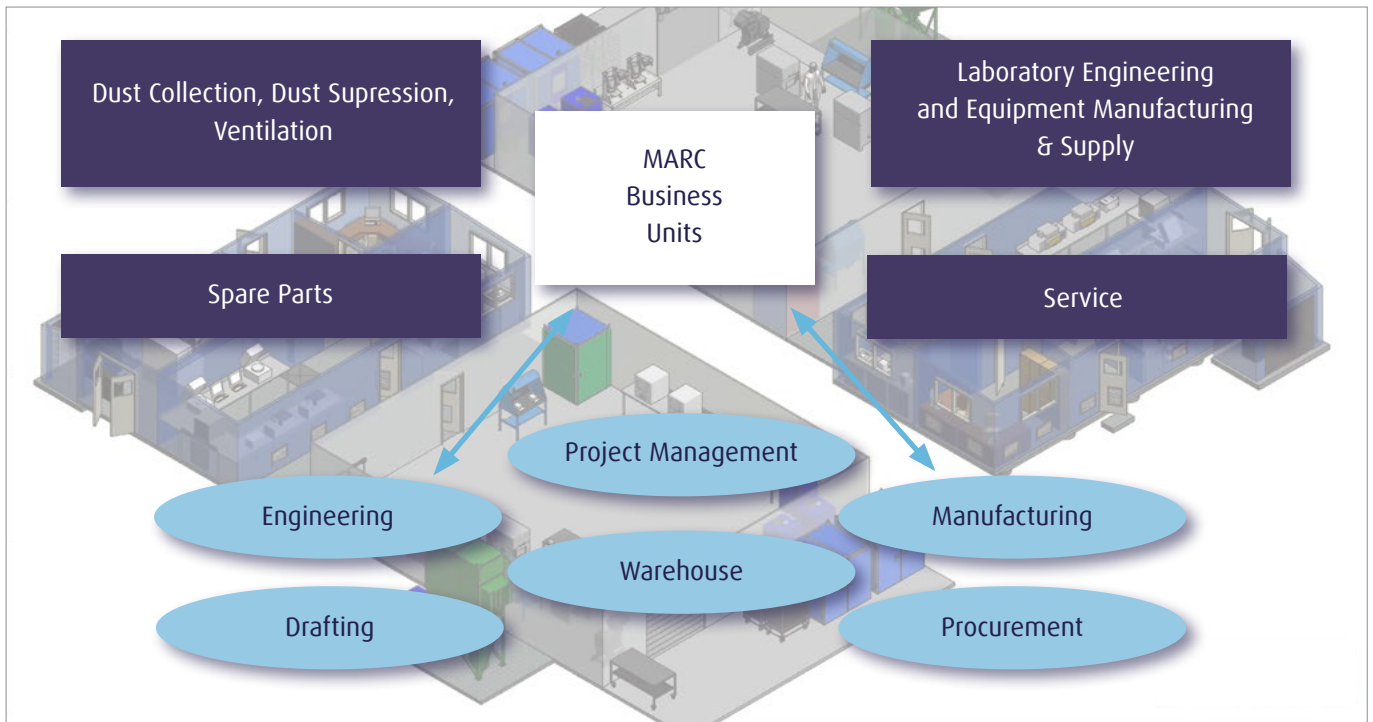 Dust Collection, Dust Supression,
Ventilation
Laboratory Engineering
and Equipment Manufacturing
& Supply
MARC
Business
Units
Spare Parts
Service
Project Management
Engineering
Manufacturing
Warehouse
Drafting
Procurement